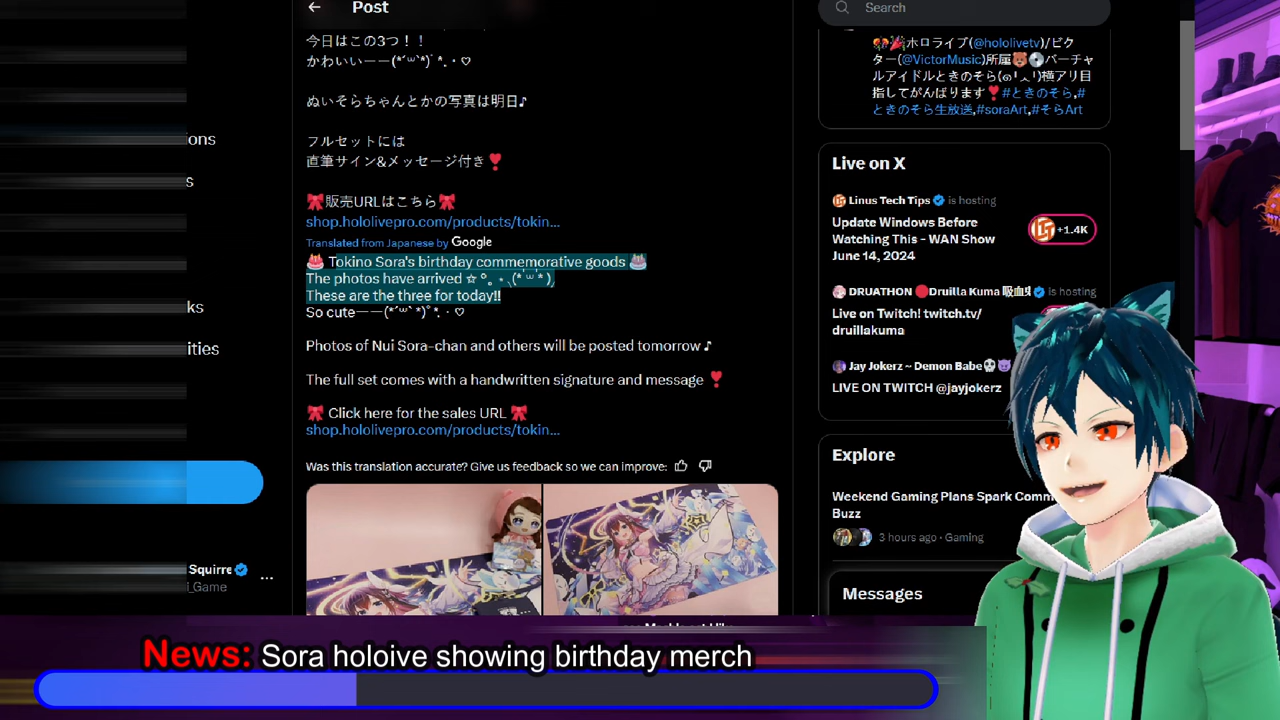 Post
今日はこの3つ！！
かわいいーー(*´꒳`*)ﾟ*.・♡
ぬいそらちゃんとかの写真は明日♪
フルセットには
直筆サイン&メッセージ付き❣️
🎀販売URLはこちら🎀
shop.hololivepro.com/products/tokin...
Translated from Japanese by Google
🎂 Tokino Sora's birthday commemorative goods 🎂
The photos have arrived ☆
These are the three for today!!
So cuteーー(*´꒳`*)ﾟ*.・♡
Photos of Nui Sora-chan and others will be posted tomorrow ♪
The full set comes with a handwritten signature and message ❣️
🎀 Click here for the sales URL 🎀
shop.hololivepro.com/products/tokin...
Was this translation accurate? Give us feedback so we can improve:
ions
s
ks
ities
Squirre
_Game
Search
ホロライブ(@hololivetv)/ビク
ター(@VictorMusic)所属🐻💿バーチャ
ルアイドルときのそら横アリ目
指してがんばります❣️#ときのそら,#
ときのそら生放送,#soraArt,#そらArt
Live on X
Linus Tech Tips is hosting
Update Windows Before
Watching This - WAN Show
June 14, 2024
+1.4K
DRUATHON 🔴Druilla Kuma is hosting
Live on Twitch! twitch.tv/
druillakuma
Jay Jokerz ~ Demon Babe💀😈
LIVE ON TWITCH @jayjokerz
Explore
Weekend Gaming Plans Spark Comm
Buzz
3 hours ago · Gaming
Messages
News: Sora holoive showing birthday merch